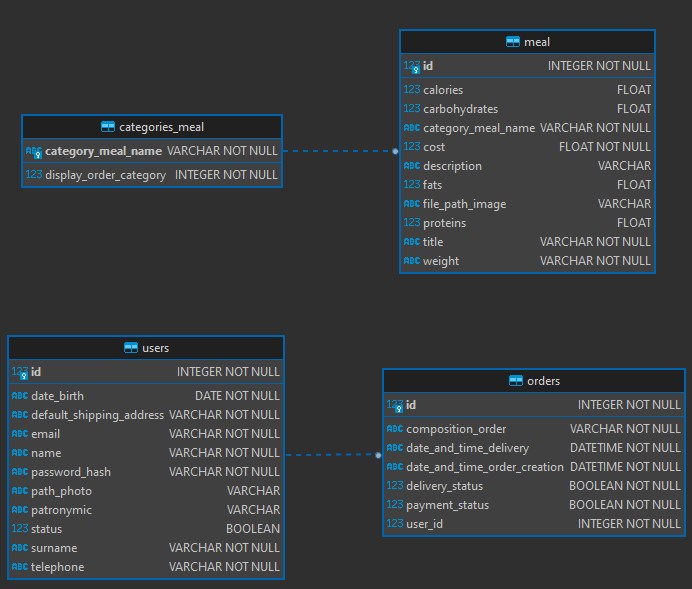 categories_meal
ABC category_meal_name VARCHAR NOT NULL
123 display_order_category INTEGER NOT NULL
meal
123 id INTEGER NOT NULL
123 calories FLOAT
123 carbohydrates FLOAT
ABC category_meal_name VARCHAR NOT NULL
123 cost FLOAT NOT NULL
ABC description VARCHAR
123 fats FLOAT
ABC file_path_image VARCHAR
123 proteins FLOAT
ABC title VARCHAR NOT NULL
ABC weight VARCHAR NOT NULL
users
123 id INTEGER NOT NULL
ABC date_birth DATE NOT NULL
ABC default_shipping_address VARCHAR NOT NULL
ABC email VARCHAR NOT NULL
ABC name VARCHAR NOT NULL
ABC password_hash VARCHAR NOT NULL
ABC path_photo VARCHAR
ABC patronymic VARCHAR
123 status BOOLEAN
ABC surname VARCHAR NOT NULL
ABC telephone VARCHAR NOT NULL
orders
123 id INTEGER NOT NULL
ABC composition_order VARCHAR NOT NULL
ABC date_and_time_delivery DATETIME NOT NULL
ABC date_and_time_order_creation DATETIME NOT NULL
123 delivery_status BOOLEAN NOT NULL
123 payment_status BOOLEAN NOT NULL
123 user_id INTEGER NOT NULL